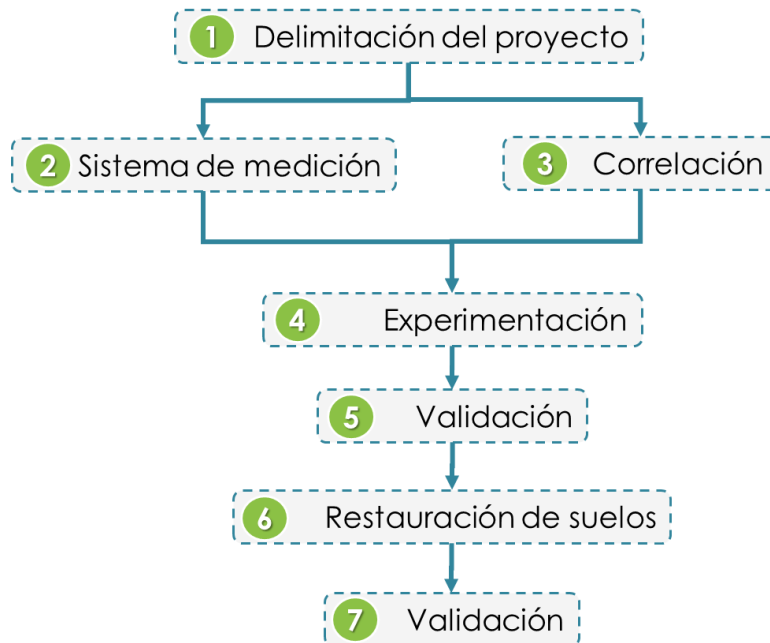 1 Delimitación del proyecto
2 Sistema de medición
3 Correlación
4 Experimentación
5 Validación
6 Restauración de suelos
7 Validación